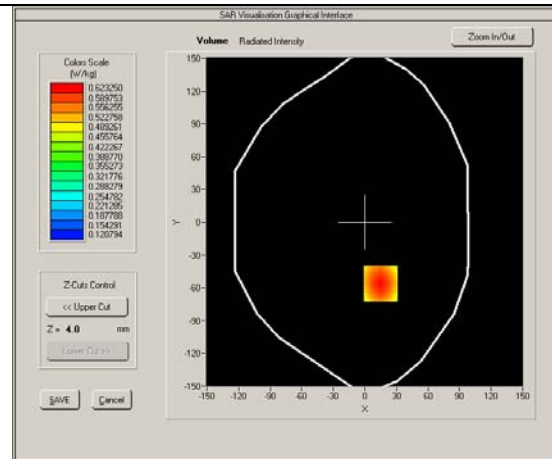 SAR Visualisation Graphical Interface
Volume Radiated Intensity
Zoom In/Out
Colors Scale
(W/kg)
0.623250
0.589753
0.556255
0.522758
0.489261
0.455764
0.422267
0.388770
0.355273
0.321776
0.288279
0.254782
0.221285
0.187788
0.154291
0.120794
Z-Cuts Control
<< Upper Cut
Z = 4.0 mm
Lower Cut >>
SAVE Cancel
150-
120-
90-
60-
30-
0-
-30-
-60-
-90-
-120-
-150-
Y
-150 -120 -90 -60 -30 0 30 60 90 120 150
X